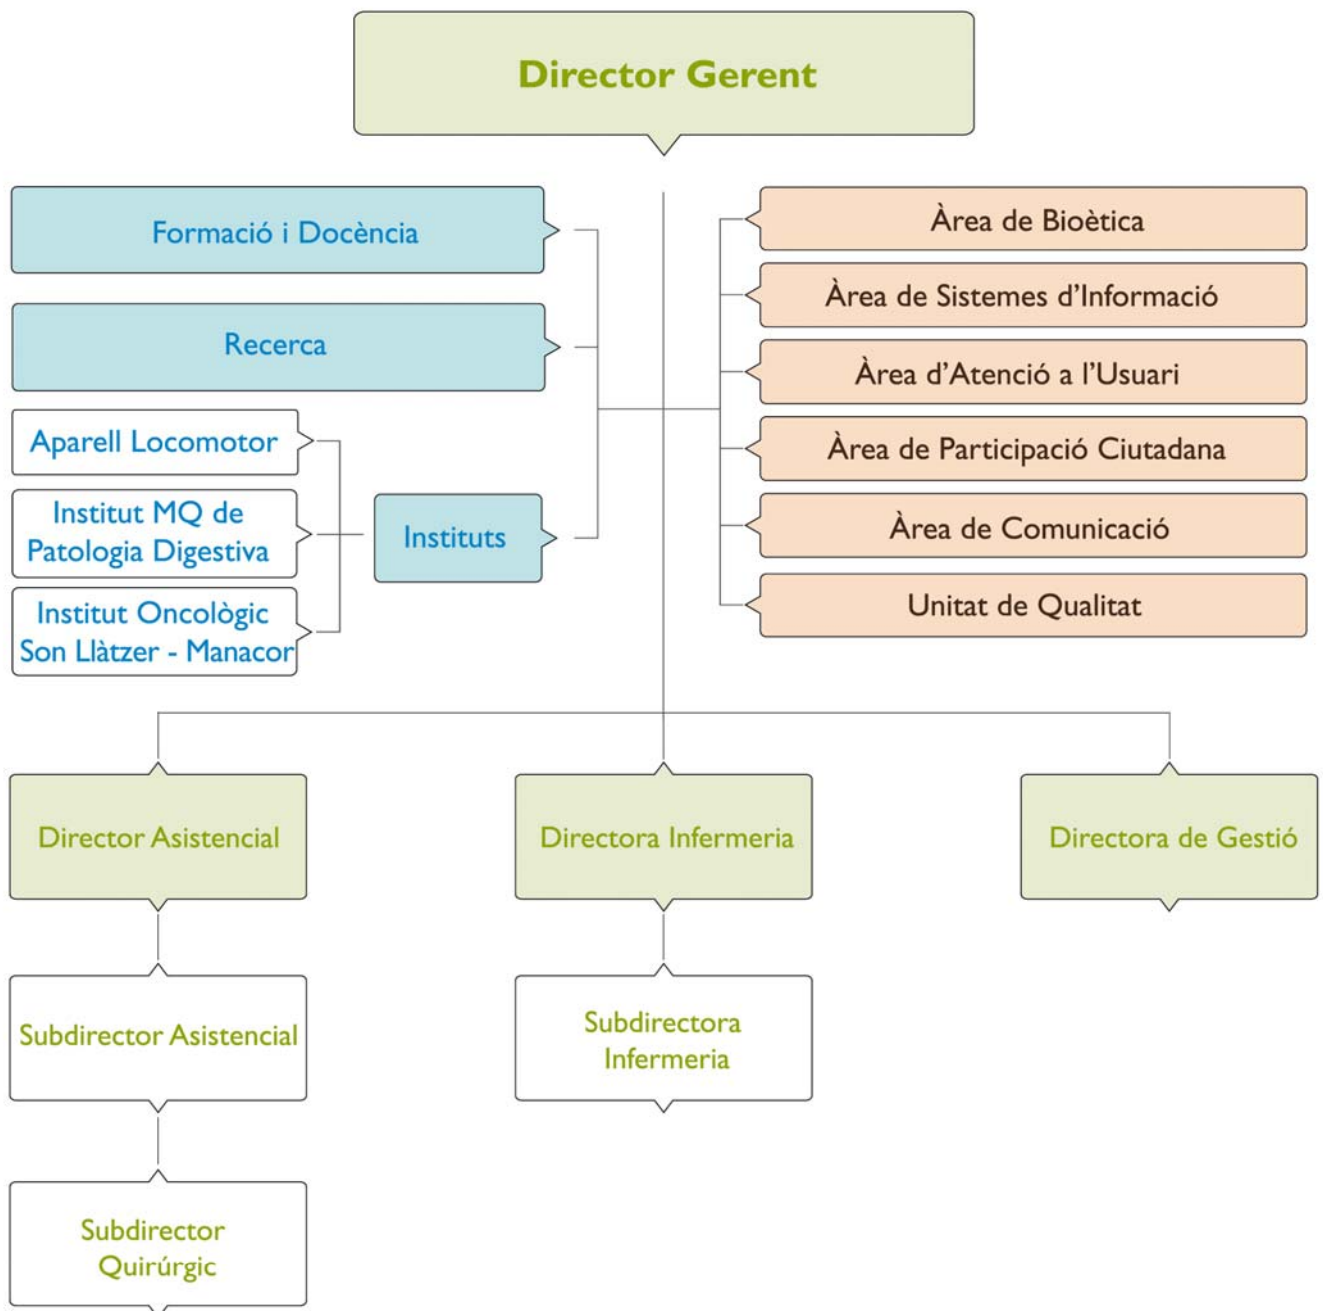 Director Gerent
Formació i Docència
Recerca
Aparell Locomotor
Institut MQ de
Patologia Digestiva
Institut Oncològic
Son Llàtzer - Manacor
Instituts
Àrea de Bioètica
Àrea de Sistemes d'Informació
Àrea d'Atenció a l'Usuari
Àrea de Participació Ciutadana
Àrea de Comunicació
Unitat de Qualitat
Director Asistencial
Directora Infermeria
Directora de Gestió
Subdirector Asistencial
Subdirectora
Infermeria
Subdirector
Quirúrgic